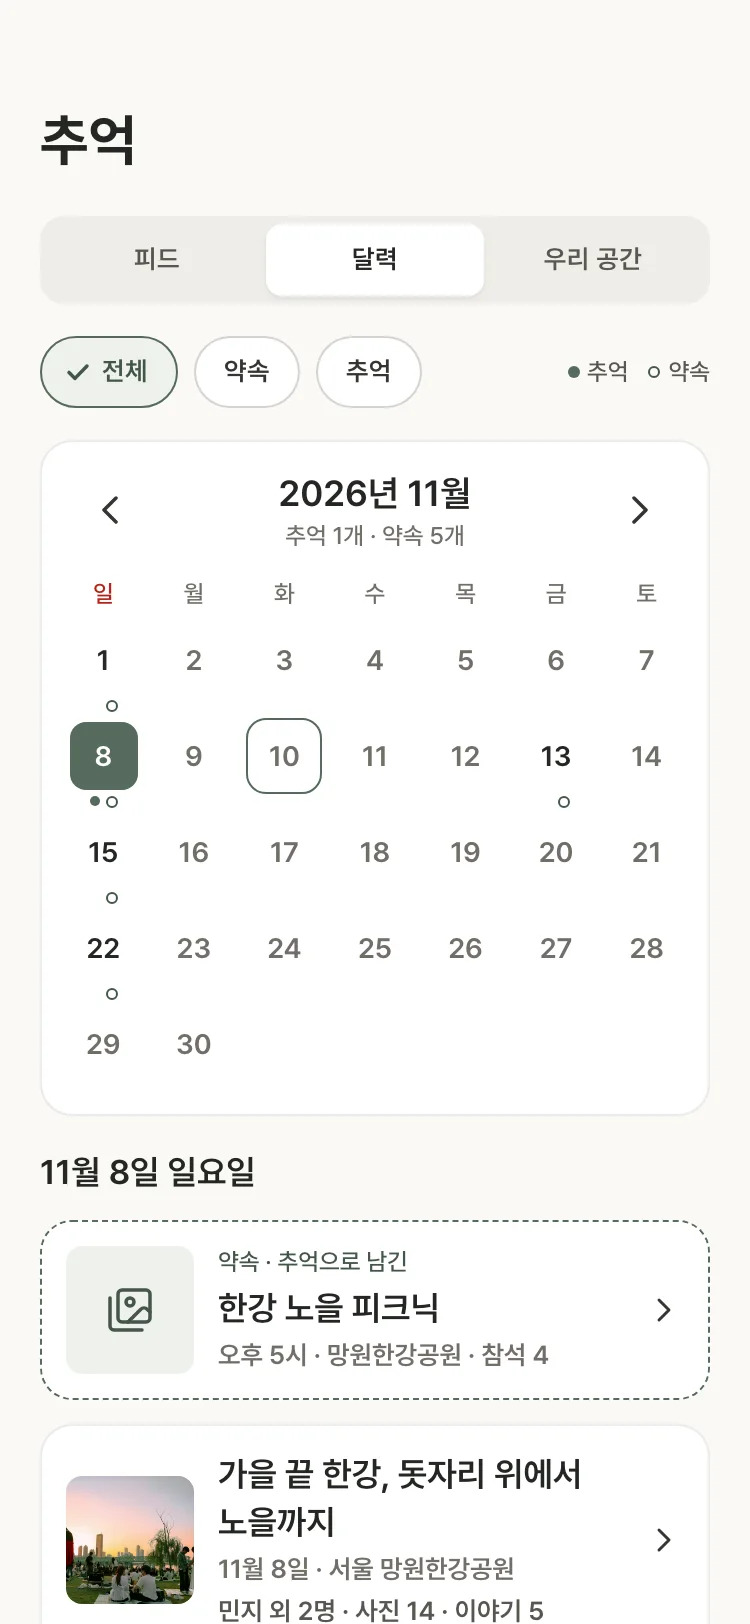 추억
피드 달력 우리 공간
전체 약속 추억 추억 약속
2026년 11월
추억 1개 · 약속 5개
일 월 화 수 목 금 토
1 2 3 4 5 6 7
8 9 10 11 12 13 14
15 16 17 18 19 20 21
22 23 24 25 26 27 28
29 30
11월 8일 일요일
약속 · 추억으로 남긴
한강 노을 피크닉
오후 5시 · 망원한강공원 · 참석 4
가을 끝 한강, 돗자리 위에서
노을까지
11월 8일 · 서울 망원한강공원
민지 외 2명 · 사진 14 · 이야기 5